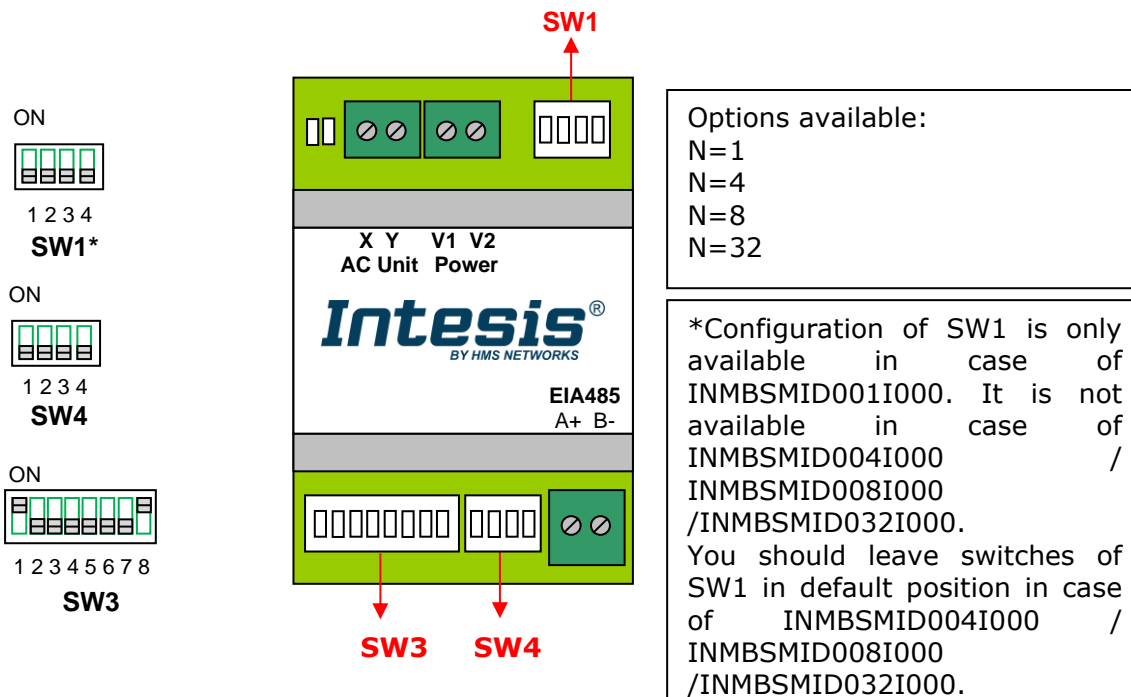 SW1
ON
1 2 3 4
SW1*
ON
1 2 3 4
SW4
ON
1 2 3 4 5 6 7 8
SW3
X Y V1 V2
AC Unit Power
Intesis®
BY HMS NETWORKS
EIA485
A+ B-
SW3 SW4
Options available:
N=1
N=4
N=8
N=32
*Configuration of SW1 is only
available in case of
INMBSMID001I000. It is not
available in case of
INMBSMID004I000 /
INMBSMID008I000
/INMBSMID032I000.
You should leave switches of
SW1 in default position in case
of INMBSMID004I000 /
INMBSMID008I000
/INMBSMID032I000.